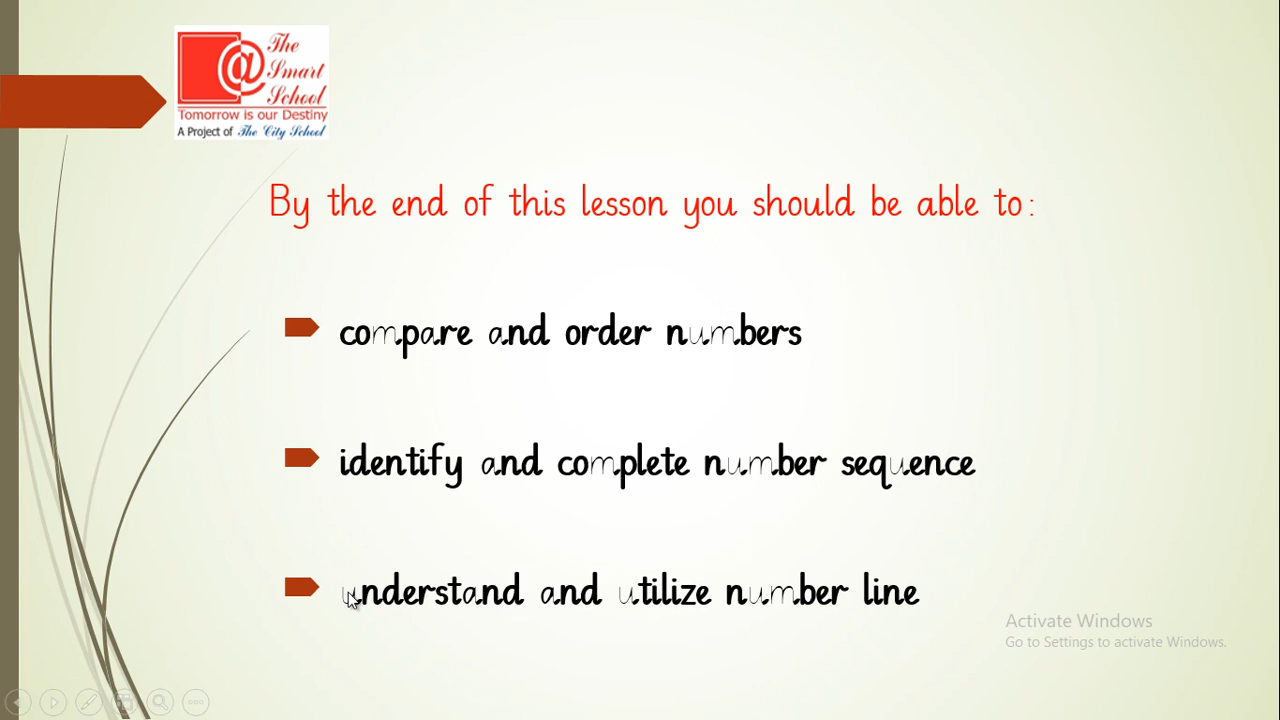 The
Smart
School
Tomorrow is our Destiny
A Project of The City School
By the end of this lesson you should be able to:
compare and order numbers
identify and complete number sequence
understand and utilize number line
Activate Windows
Go to Settings to activate Windows.